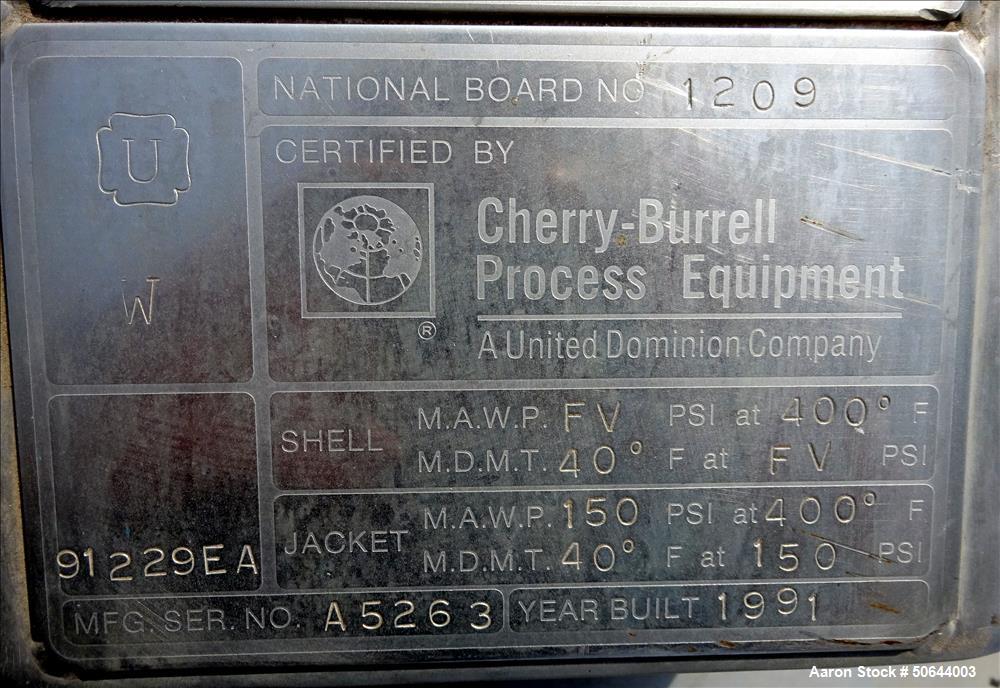 U
W
NATIONAL BOARD NO 1209
CERTIFIED BY
®
Cherry-Burrell
Process Equipment
A United Dominion Company
SHELL
M.A.W.P. FV PSI at 400° F
M.D.M.T. 40° F at FV PSI
JACKET
M.A.W.P. 150 PSI at 400° F
M.D.M.T. 40° F at 150 PSI
91229EA
MFG. SER. NO. A5263
YEAR BUILT 1991
Aaron Stock # 50644003